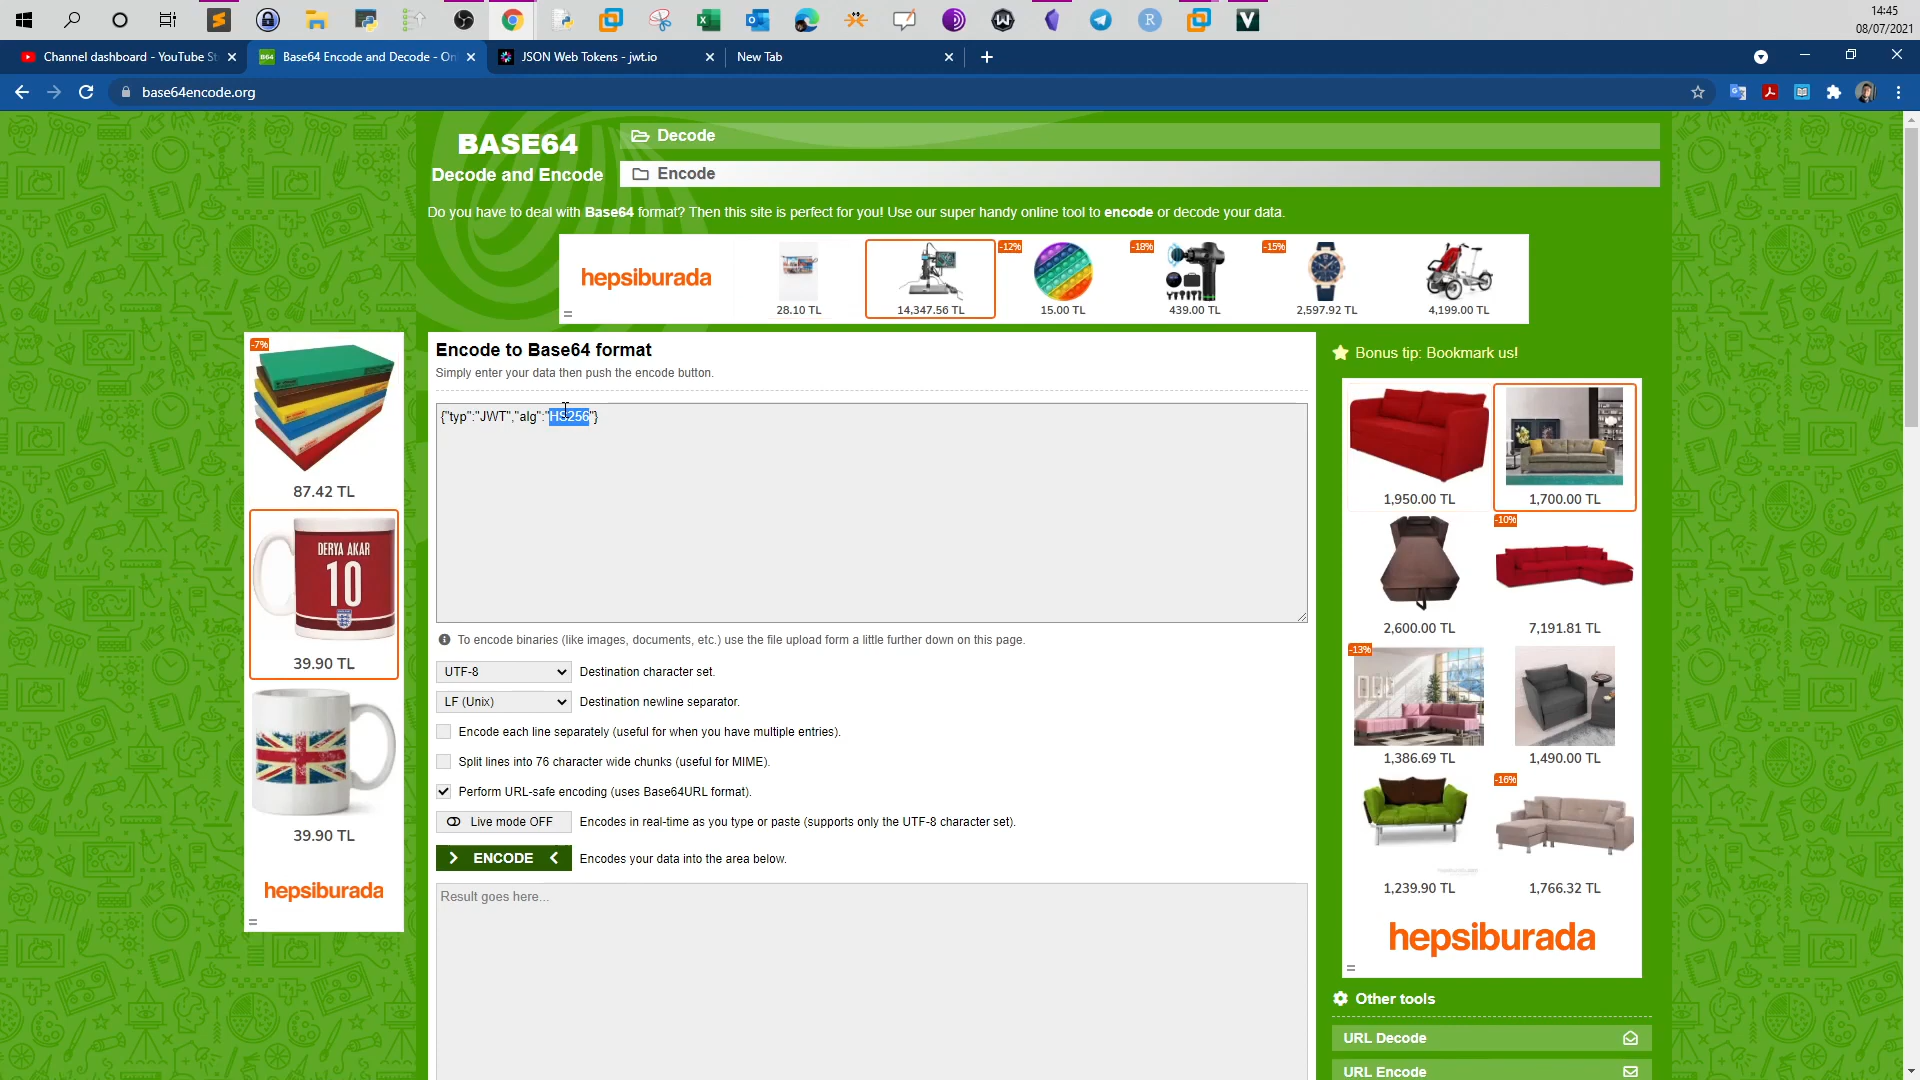 14:45
08/07/2021
Channel dashboard - YouTube St
Base64 Encode and Decode - On
JSON Web Tokens - jwt.io
New Tab
base64encode.org
BASE64
Decode and Encode
Decode
Encode
Do you have to deal with Base64 format? Then this site is perfect for you! Use our super handy online tool to encode or decode your data.
hepsiburada
28.10 TL
14,347.56 TL
-12%
15.00 TL
-18%
439.00 TL
-15%
2,597.92 TL
4,199.00 TL
-7%
87.42 TL
DERYA AKAR
10
39.90 TL
39.90 TL
hepsiburada
Encode to Base64 format
Simply enter your data then push the encode button.
{"typ":"JWT","alg":"HS256"}
To encode binaries (like images, documents, etc.) use the file upload form a little further down on this page.
UTF-8
Destination character set.
LF (Unix)
Destination newline separator.
Encode each line separately (useful for when you have multiple entries).
Split lines into 76 character wide chunks (useful for MIME).
Perform URL-safe encoding (uses Base64URL format).
Live mode OFF
Encodes in real-time as you type or paste (supports only the UTF-8 character set).
ENCODE
Encodes your data into the area below.
Result goes here...
Bonus tip: Bookmark us!
1,950.00 TL
1,700.00 TL
-10%
2,600.00 TL
7,191.81 TL
-13%
1,386.69 TL
1,490.00 TL
-16%
1,239.90 TL
1,766.32 TL
hepsiburada
Other tools
URL Decode
URL Encode